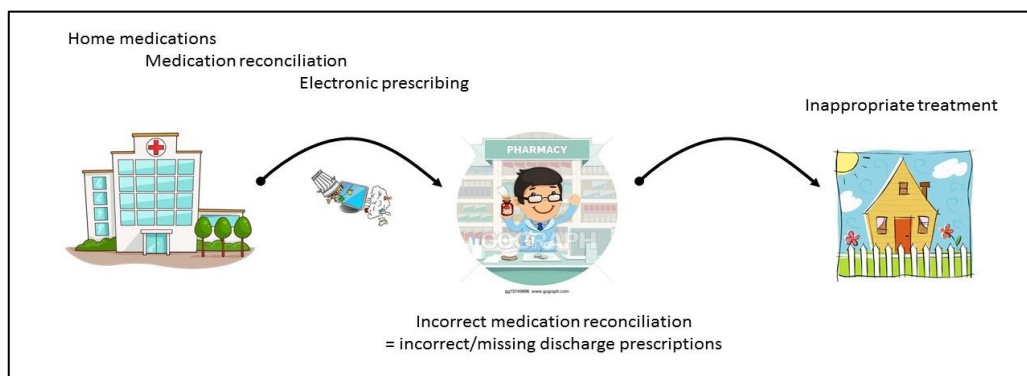 Home medications
Medication reconciliation
Electronic prescribing
Inappropriate treatment
PHARMACY
GOGRAPH
www.gograph.com
Incorrect medication reconciliation
= incorrect/missing discharge prescriptions